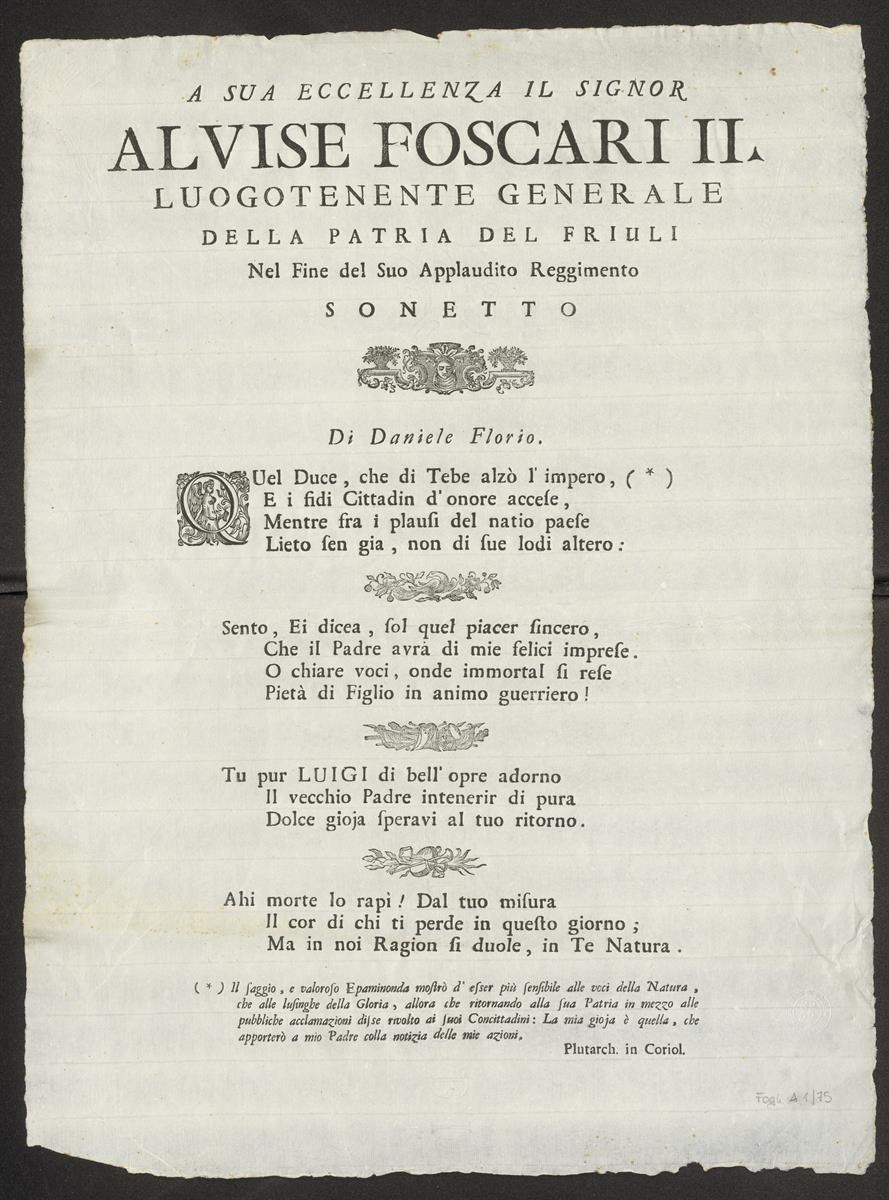 A SUA ECCELLENZA IL SIGNOR
ALVISE FOSCARI II.
LUOGOTENENTE GENERALE
DELLA PATRIA DEL FRIULI
Nel Fine del Suo Applaudito Reggimento
SONETTO
Di Daniele Florio.
QUel Duce, che di Tebe alzò l'impero, (*)
E i fidi Cittadin d'onore acceſe,
Mentre fra i plauſi del natio paeſe
Lieto ſen gia, non di ſue lodi altero:
Sento, Ei dicea, ſol quel piacer ſincero,
Che il Padre avrà di mie felici impreſe.
O chiare voci, onde immortal ſi reſe
Pietà di Figlio in animo guerriero!
Tu pur LUIGI di bell'opre adorno
Il vecchio Padre intenerir di pura
Dolce gioja ſperavi al tuo ritorno.
Ahi morte lo rapì! Dal tuo miſura
Il cor di chi ti perde in queſto giorno;
Ma in noi Ragion ſi duole, in Te Natura.
(*) Il ſaggio, e valoroſo Epaminonda moſtrò d'eſſer più ſenſibile alle voci della Natura,
che alle luſinghe della Gloria, allora che ritornando alla ſua Patria in mezzo alle
pubbliche acclamazioni diſse rivolto ai ſuoi Concittadini: La mia gioja è quella, che
apporterò a mio Padre colla notizia delle mie azioni.
Plutarch. in Coriol.
Fogl. A 1/75